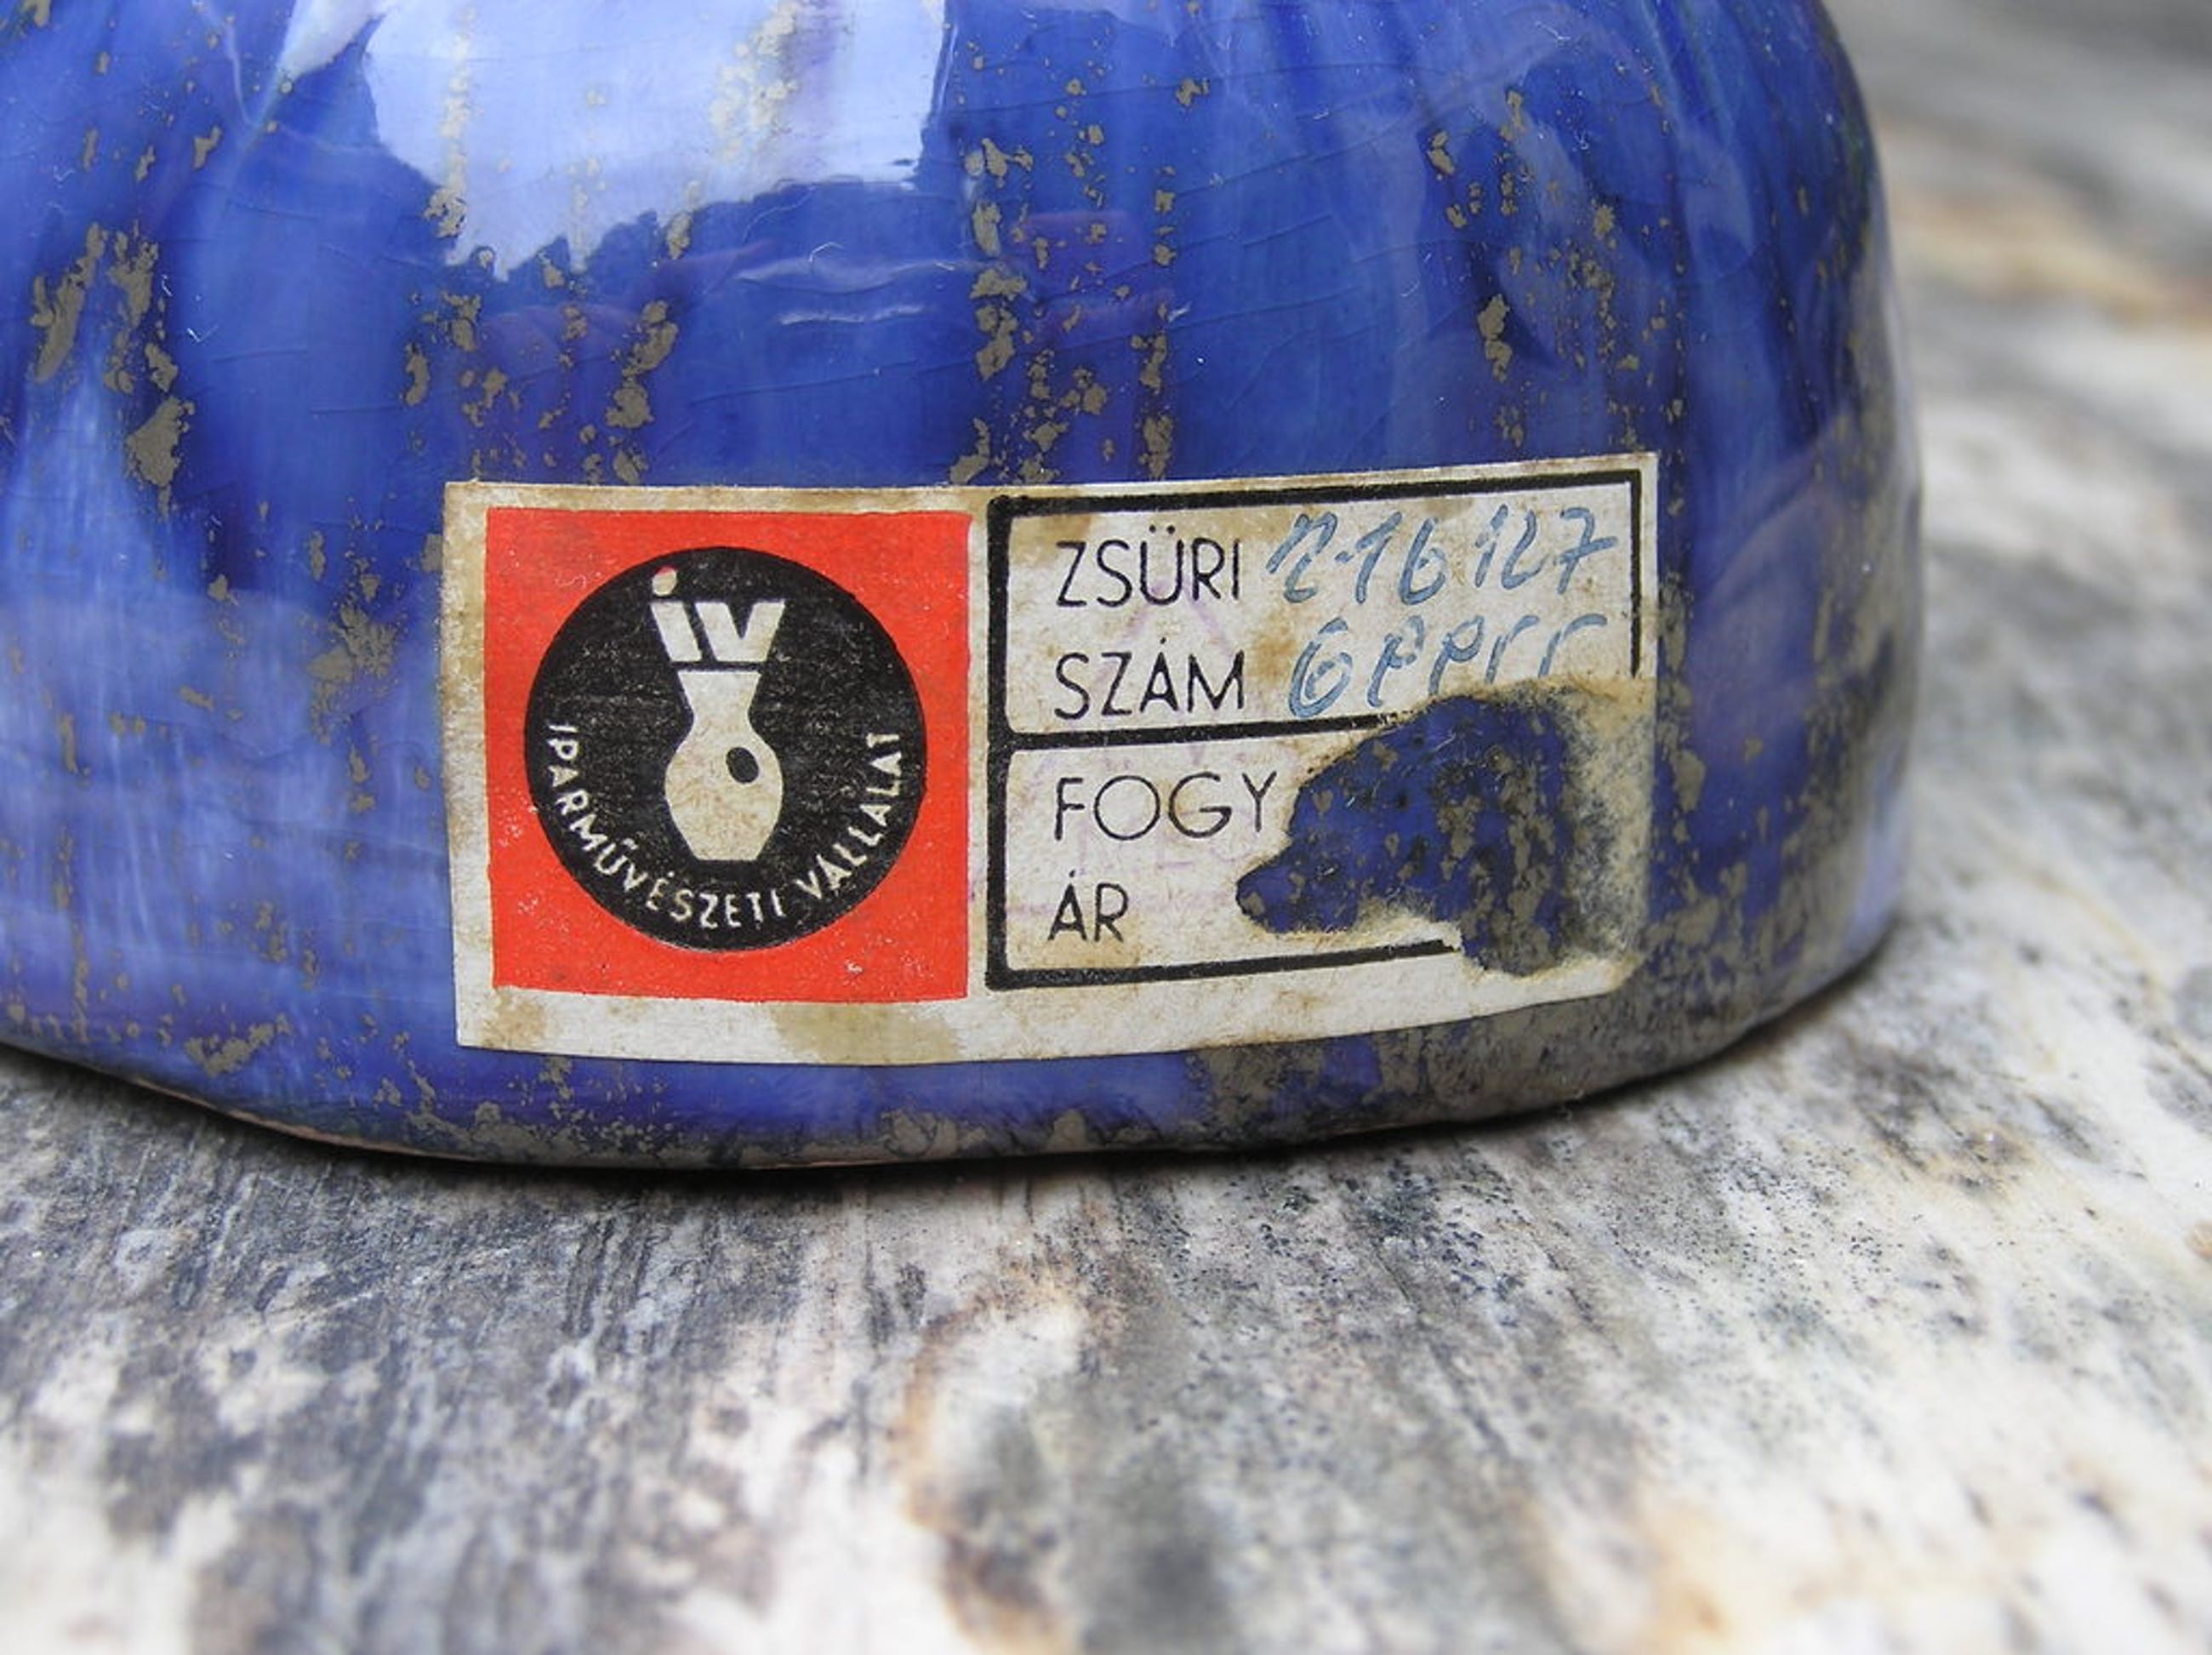 iv
IPARMŰVÉSZETI VÁLLALAT
ZSÜRI
SZÁM
FOGY
ÁR